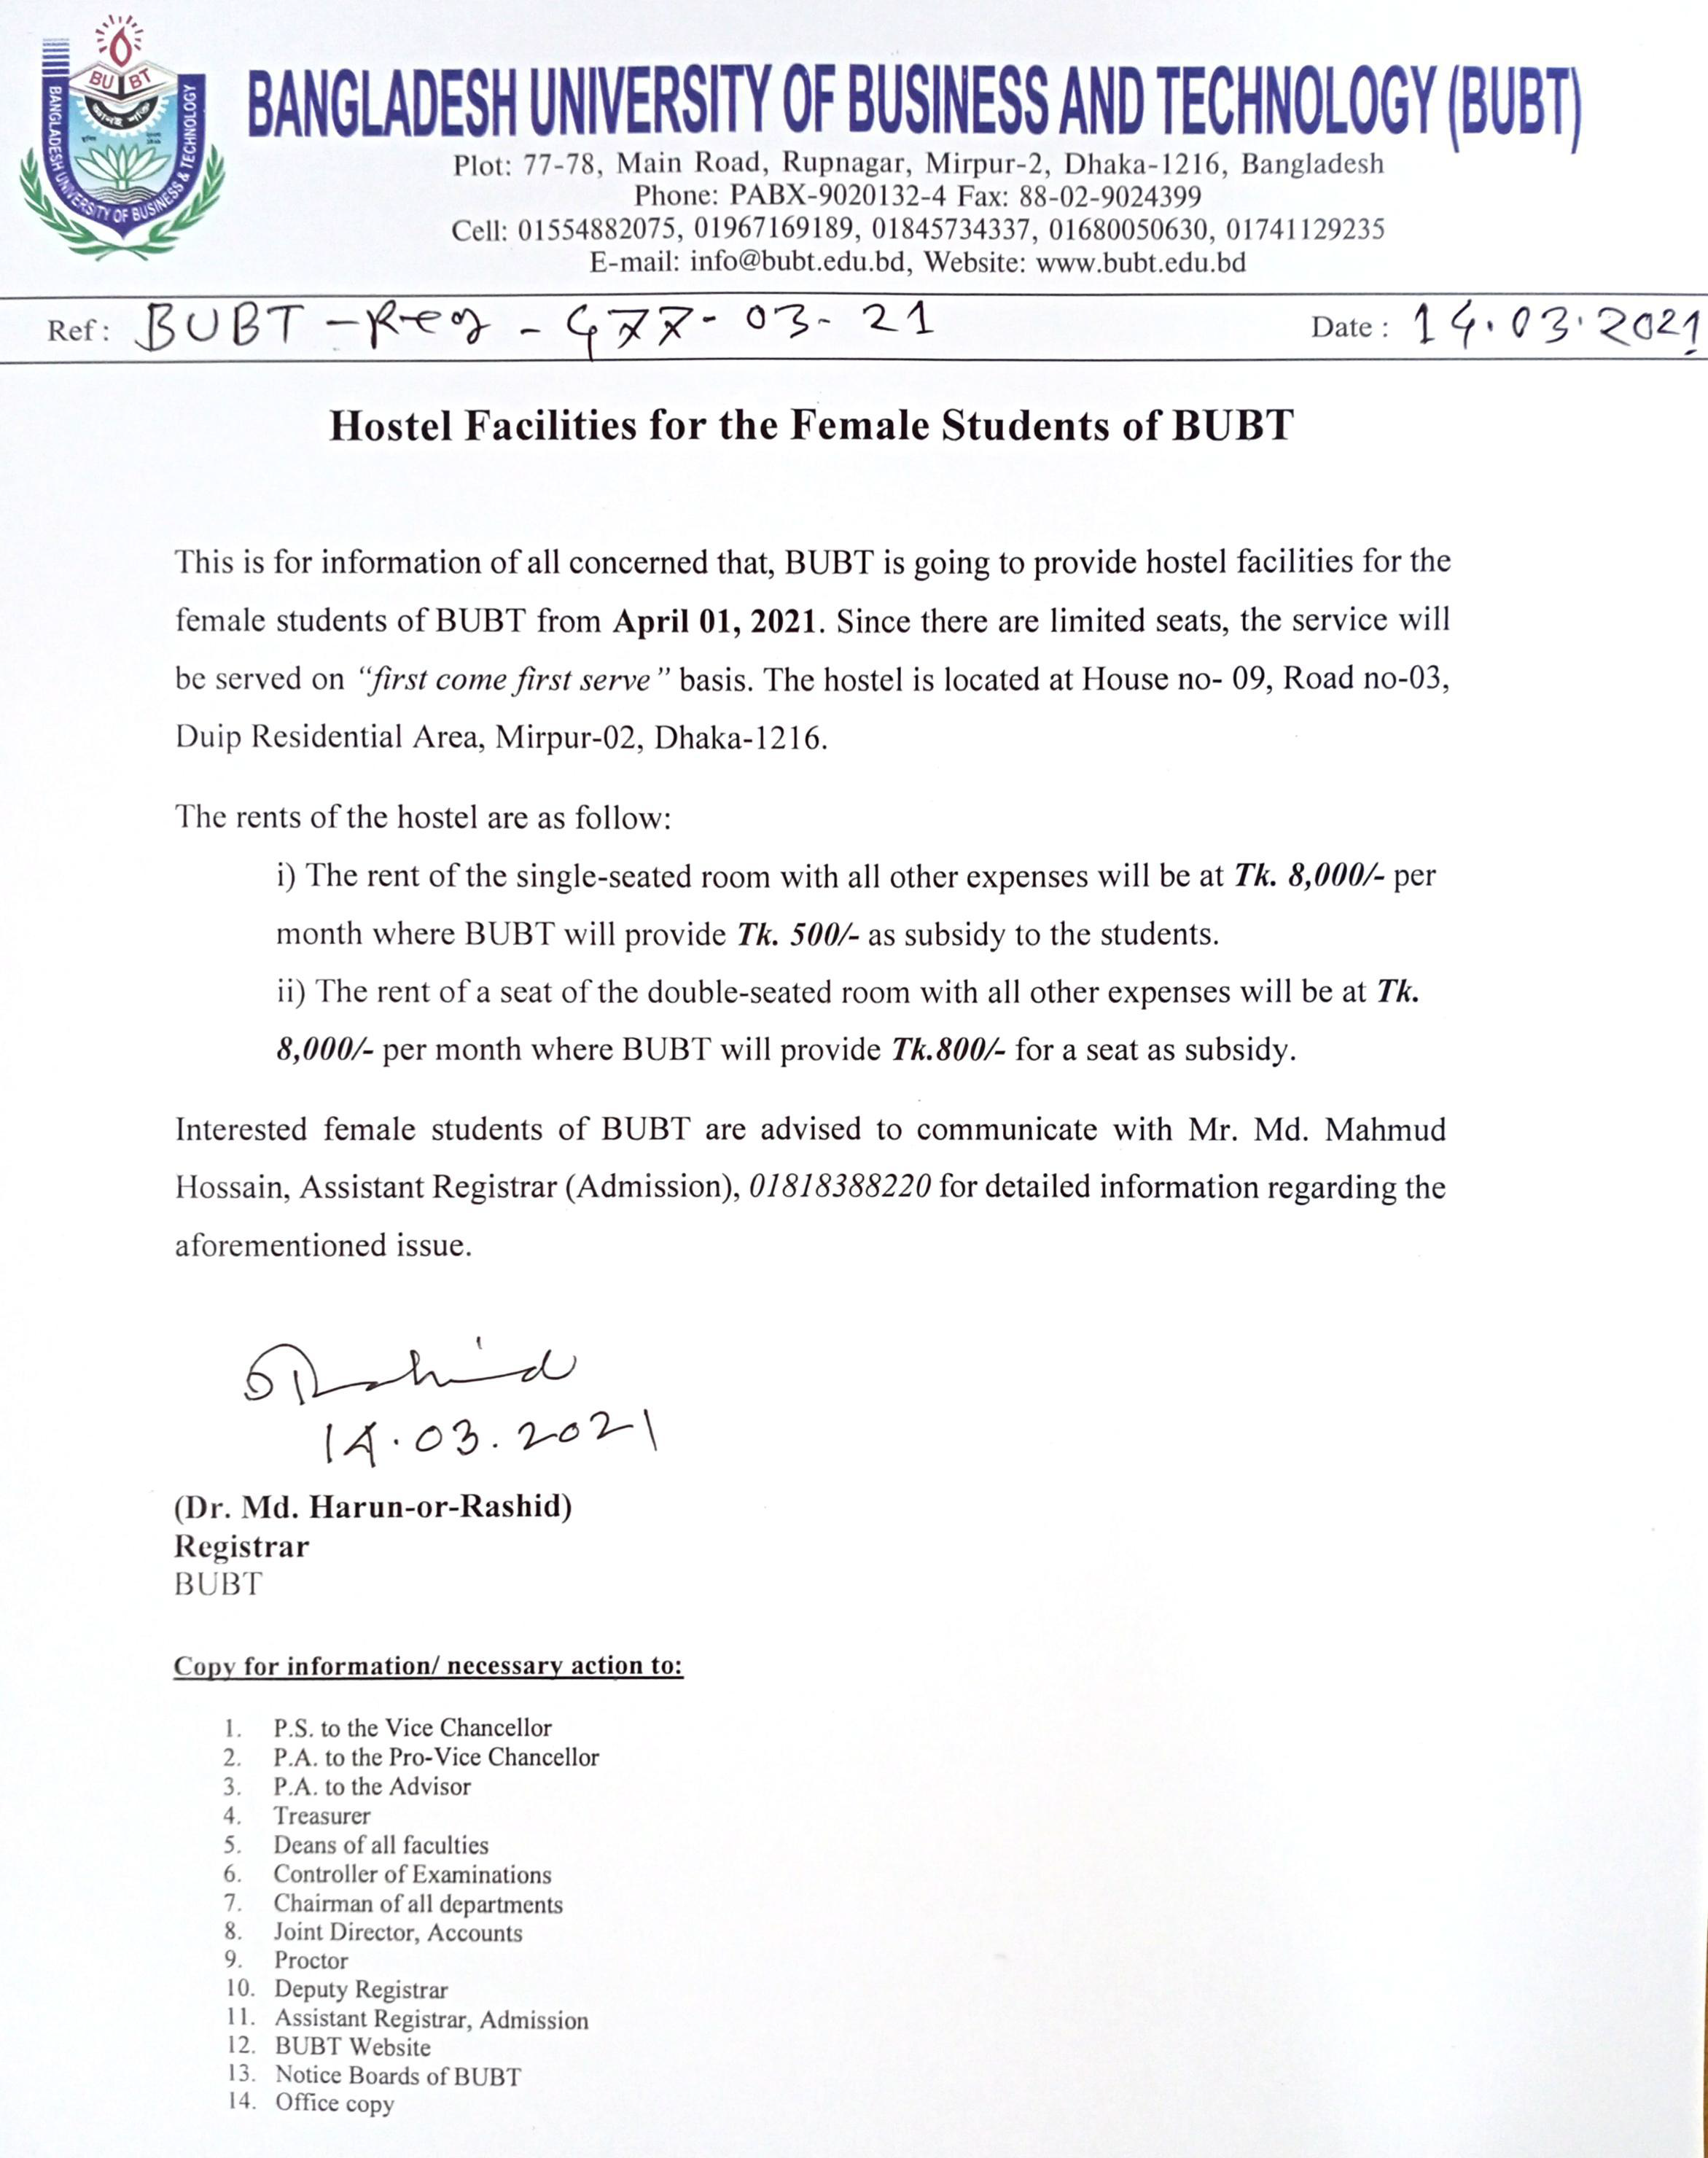 BANGLADESH UNIVERSITY OF BUSINESS & TECHNOLOGY
BUBT
BANGLADESH UNIVERSITY OF BUSINESS AND TECHNOLOGY (BUBT)
Plot: 77-78, Main Road, Rupnagar, Mirpur-2, Dhaka-1216, Bangladesh
Phone: PABX-9020132-4 Fax: 88-02-9024399
Cell: 01554882075, 01967169189, 01845734337, 01680050630, 01741129235
E-mail: info@bubt.edu.bd, Website: www.bubt.edu.bd
Ref: BUBT-Reg-477-03-21 Date: 14.03.2021
Hostel Facilities for the Female Students of BUBT
This is for information of all concerned that, BUBT is going to provide hostel facilities for the
female students of BUBT from April 01, 2021. Since there are limited seats, the service will
be served on “first come first serve” basis. The hostel is located at House no- 09, Road no-03,
Duip Residential Area, Mirpur-02, Dhaka-1216.
The rents of the hostel are as follow:
i) The rent of the single-seated room with all other expenses will be at Tk. 8,000/- per
month where BUBT will provide Tk. 500/- as subsidy to the students.
ii) The rent of a seat of the double-seated room with all other expenses will be at Tk.
8,000/- per month where BUBT will provide Tk.800/- for a seat as subsidy.
Interested female students of BUBT are advised to communicate with Mr. Md. Mahmud
Hossain, Assistant Registrar (Admission), 01818388220 for detailed information regarding the
aforementioned issue.
Rashid
14.03.2021
(Dr. Md. Harun-or-Rashid)
Registrar
BUBT
Copy for information/ necessary action to:
1. P.S. to the Vice Chancellor
2. P.A. to the Pro-Vice Chancellor
3. P.A. to the Advisor
4. Treasurer
5. Deans of all faculties
6. Controller of Examinations
7. Chairman of all departments
8. Joint Director, Accounts
9. Proctor
10. Deputy Registrar
11. Assistant Registrar, Admission
12. BUBT Website
13. Notice Boards of BUBT
14. Office copy